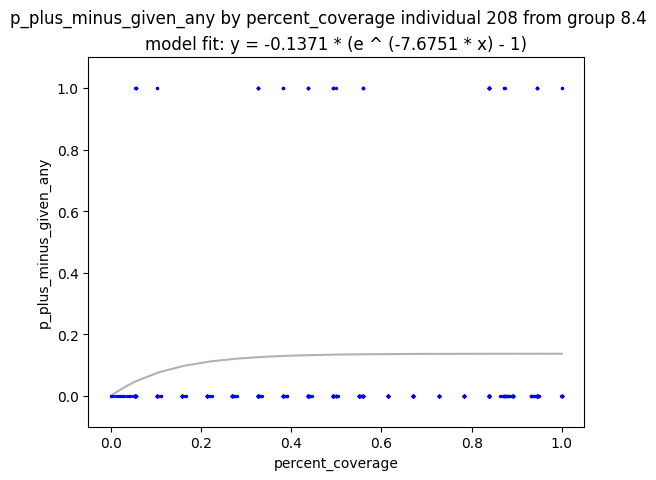 p_plus_minus_given_any by percent_coverage individual 208 from group 8.4
model fit: y = -0.1371 * (e ^ (-7.6751 * x) - 1)
p_plus_minus_given_any
1.0
0.8
0.6
0.4
0.2
0.0
0.0 0.2 0.4 0.6 0.8 1.0
percent_coverage